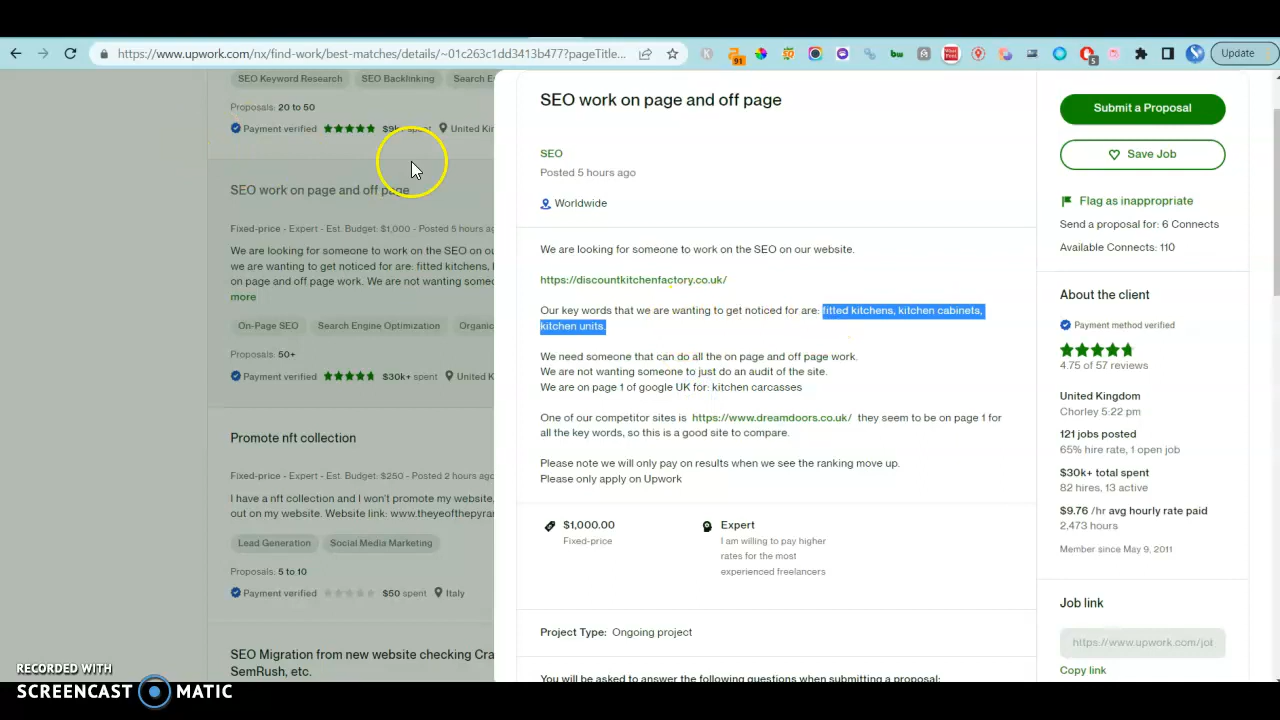 https://www.upwork.com/nx/find-work/best-matches/details/~01c263c1dd3413b477?pageTitle...
91
5
Update
SEO Keyword Research SEO Backlinking Search E
Proposals: 20 to 50
Payment verified $9k+ spent United Kin
SEO work on page and off page
Fixed-price - Expert - Est. Budget: $1,000 - Posted 5 hours ag
We are looking for someone to work on the SEO on ou
we are wanting to get noticed for are: fitted kitchens,
on page and off page work. We are not wanting someon
more
On-Page SEO Search Engine Optimization Organic
Proposals: 50+
Payment verified $30k+ spent United K
Promote nft collection
Fixed-price - Expert - Est. Budget: $250 - Posted 2 hours ag
I have a nft collection and I won't promote my website.
out on my website. Website link: www.theyeofthepyran
Lead Generation Social Media Marketing
Proposals: 5 to 10
Payment verified $50 spent Italy
SEO Migration from new website checking Cra
SemRush, etc.
SEO work on page and off page
SEO
Posted 5 hours ago
Worldwide
We are looking for someone to work on the SEO on our website.
https://discountkitchenfactory.co.uk/
Our key words that we are wanting to get noticed for are: fitted kitchens, kitchen cabinets,
kitchen units.
We need someone that can do all the on page and off page work.
We are not wanting someone to just do an audit of the site.
We are on page 1 of google UK for: kitchen carcasses
One of our competitor sites is https://www.dreamdoors.co.uk/ they seem to be on page 1 for
all the key words, so this is a good site to compare.
Please note we will only pay on results when we see the ranking move up.
Please only apply on Upwork
$1,000.00
Fixed-price
Expert
I am willing to pay higher
rates for the most
experienced freelancers
Project Type: Ongoing project
You will be asked to answer the following questions when submitting a proposal:
Submit a Proposal
Save Job
Flag as inappropriate
Send a proposal for: 6 Connects
Available Connects: 110
About the client
Payment method verified
4.75 of 57 reviews
United Kingdom
Chorley 5:22 pm
121 jobs posted
65% hire rate, 1 open job
$30k+ total spent
82 hires, 13 active
$9.76 /hr avg hourly rate paid
2,473 hours
Member since May 9, 2011
Job link
https://www.upwork.com/jol
Copy link
RECORDED WITH
SCREENCAST MATIC